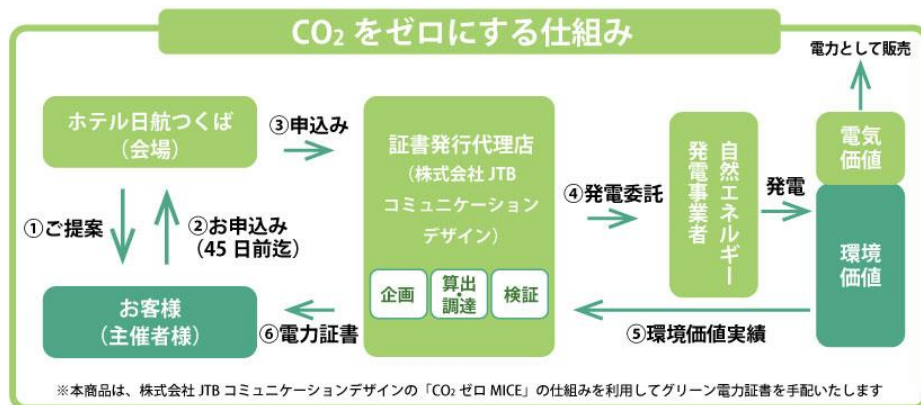 CO₂ をゼロにする仕組み
電力として販売
ホテル日航つくば
（会場）
③申込み
証書発行代理店
（株式会社 JTB
コミュニケーション
デザイン）
企画
算出・
調達
検証
④発電委託
自然エネルギー
発電事業者
発電
電気
価値
環境
価値
①ご提案
②お申込み
（45 日前迄）
お客様
（主催者様）
⑥電力証書
⑤環境価値実績
※本商品は、株式会社 JTB コミュニケーションデザインの「CO₂ ゼロ MICE」の仕組みを利用してグリーン電力証書を手配いたします